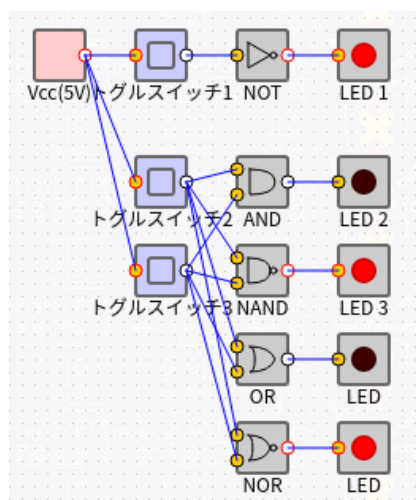 Vcc(5V)
トグルスイッチ1
NOT
LED 1
トグルスイッチ2
AND
LED 2
トグルスイッチ3
NAND
LED 3
OR
LED
NOR
LED